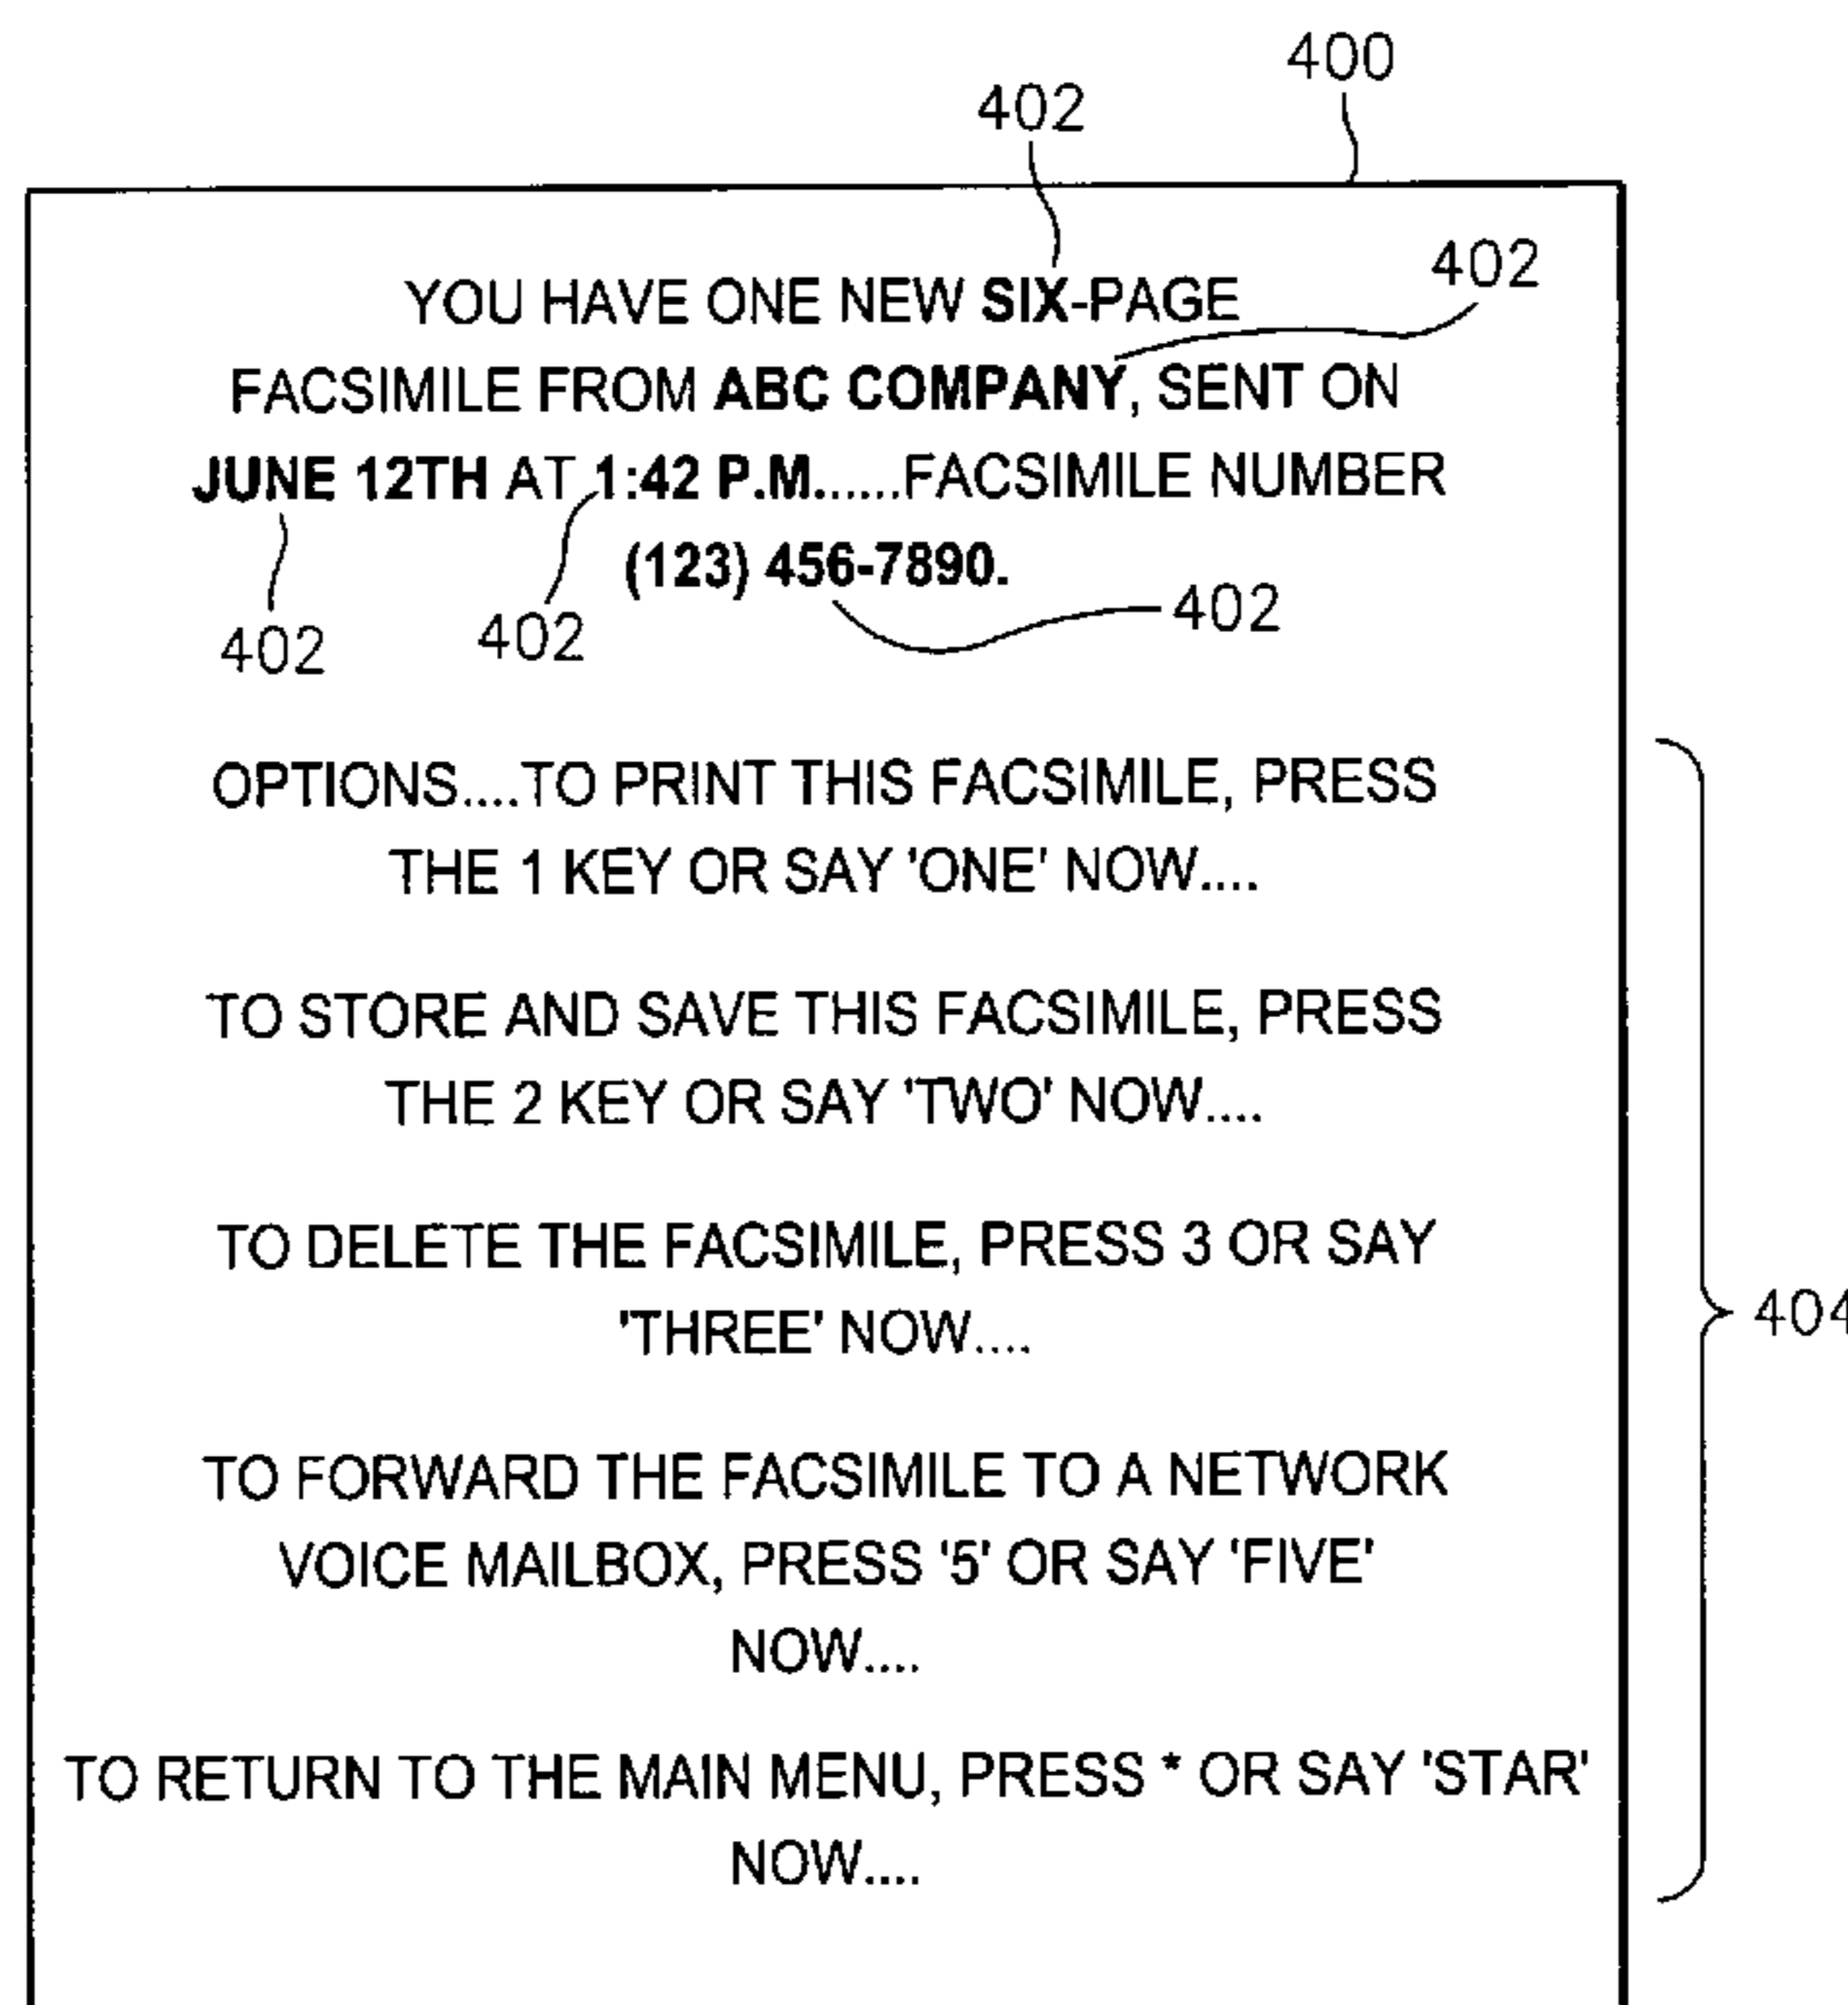 400
402
YOU HAVE ONE NEW SIX-PAGE
402
FACSIMILE FROM ABC COMPANY, SENT ON
JUNE 12TH AT 1:42 P.M......FACSIMILE NUMBER
(123) 456-7890.
402
402
402
OPTIONS....TO PRINT THIS FACSIMILE, PRESS
THE 1 KEY OR SAY 'ONE' NOW....
TO STORE AND SAVE THIS FACSIMILE, PRESS
THE 2 KEY OR SAY 'TWO' NOW....
TO DELETE THE FACSIMILE, PRESS 3 OR SAY
'THREE' NOW....
404
TO FORWARD THE FACSIMILE TO A NETWORK
VOICE MAILBOX, PRESS '5' OR SAY 'FIVE'
NOW....
TO RETURN TO THE MAIN MENU, PRESS * OR SAY 'STAR'
NOW....